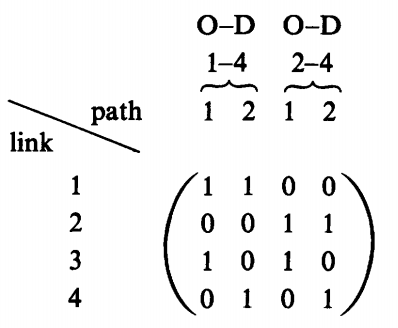 O–D O–D
1–4 2–4
path 1 2 1 2
link
1 1 1 0 0
2 0 0 1 1
3 1 0 1 0
4 0 1 0 1